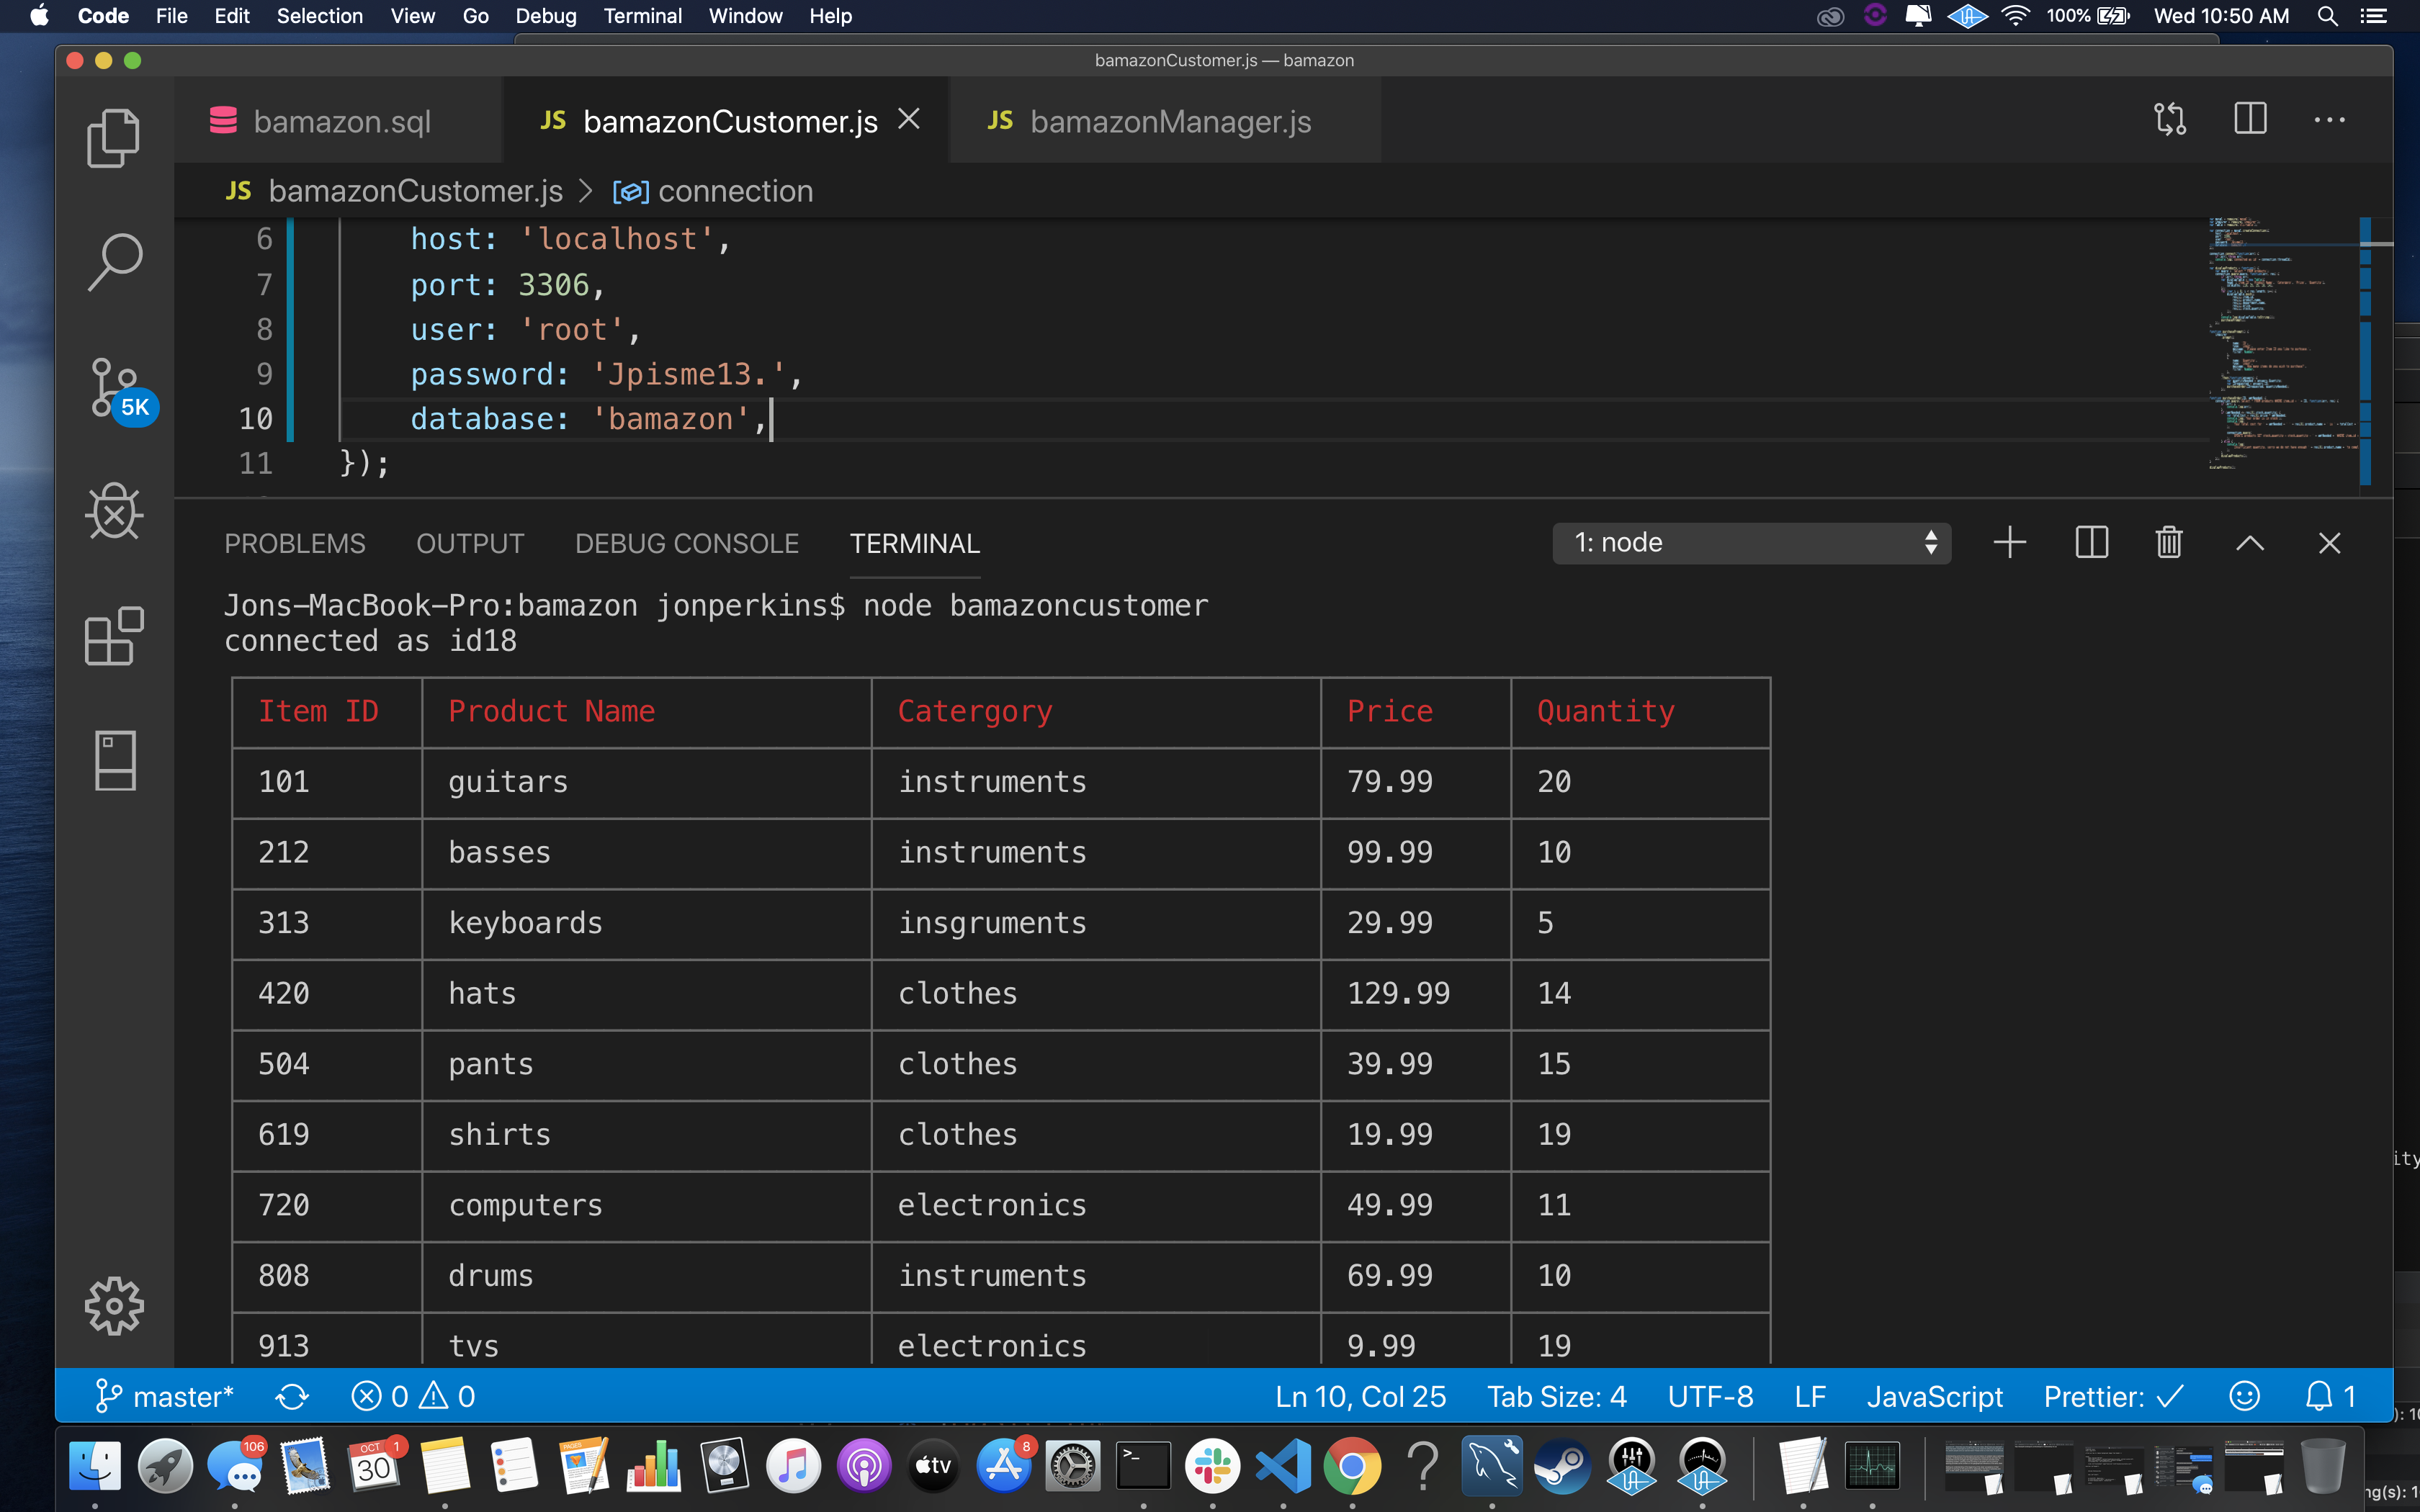 Code File Edit Selection View Go Debug Terminal Window Help 100% Wed 10:50 AM
bamazonCustomer.js — bamazon
bamazon.sql JS bamazonCustomer.js JS bamazonManager.js
JS bamazonCustomer.js > connection
6 host: 'localhost',
7 port: 3306,
8 user: 'root',
9 password: 'Jpisme13.',
10 database: 'bamazon',
11 });
5K
PROBLEMS OUTPUT DEBUG CONSOLE TERMINAL 1: node
Jons-MacBook-Pro:bamazon jonperkins$ node bamazoncustomer
connected as id18
Item ID Product Name Catergory Price Quantity
101 guitars instruments 79.99 20
212 basses instruments 99.99 10
313 keyboards insgruments 29.99 5
420 hats clothes 129.99 14
504 pants clothes 39.99 15
619 shirts clothes 19.99 19
720 computers electronics 49.99 11
808 drums instruments 69.99 10
913 tvs electronics 9.99 19
master* 0 0 Ln 10, Col 25 Tab Size: 4 UTF-8 LF JavaScript Prettier: ✓ 1
106 OCT 30 1 PAGES tv 8 >_ ?